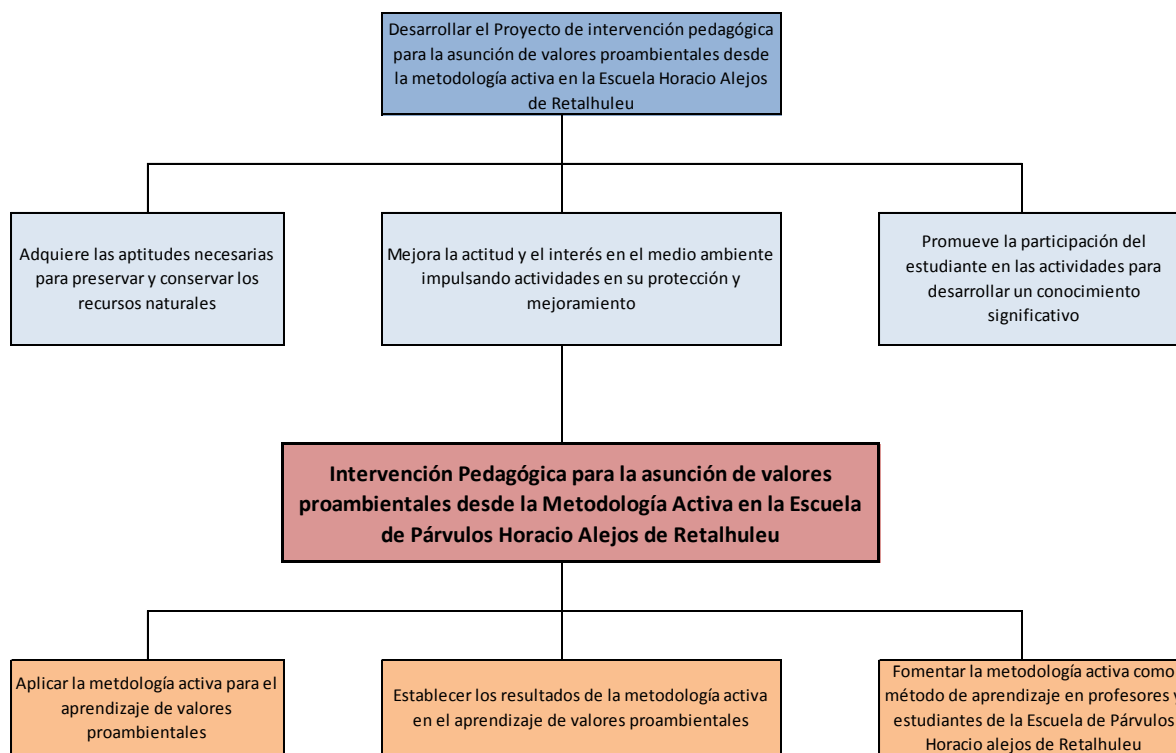 Desarrollar el Proyecto de intervención pedagógica
para la asunción de valores proambientales desde
la metodología activa en la Escuela Horacio Alejos
de Retalhuleu
Adquiere las aptitudes necesarias
para preservar y conservar los
recursos naturales
Mejora la actitud y el interés en el medio ambiente
impulsando actividades en su protección y
mejoramiento
Promueve la participación del
estudiante en las actividades para
desarrollar un conocimiento
significativo
Intervención Pedagógica para la asunción de valores
proambientales desde la Metodología Activa en la Escuela
de Párvulos Horacio Alejos de Retalhuleu
Aplicar la metdología activa para el
aprendizaje de valores
proambientales
Establecer los resultados de la metodología activa
en el aprendizaje de valores proambientales
Fomentar la metodología activa como
método de aprendizaje en profesores y
estudiantes de la Escuela de Párvulos
Horacio alejos de Retalhuleu